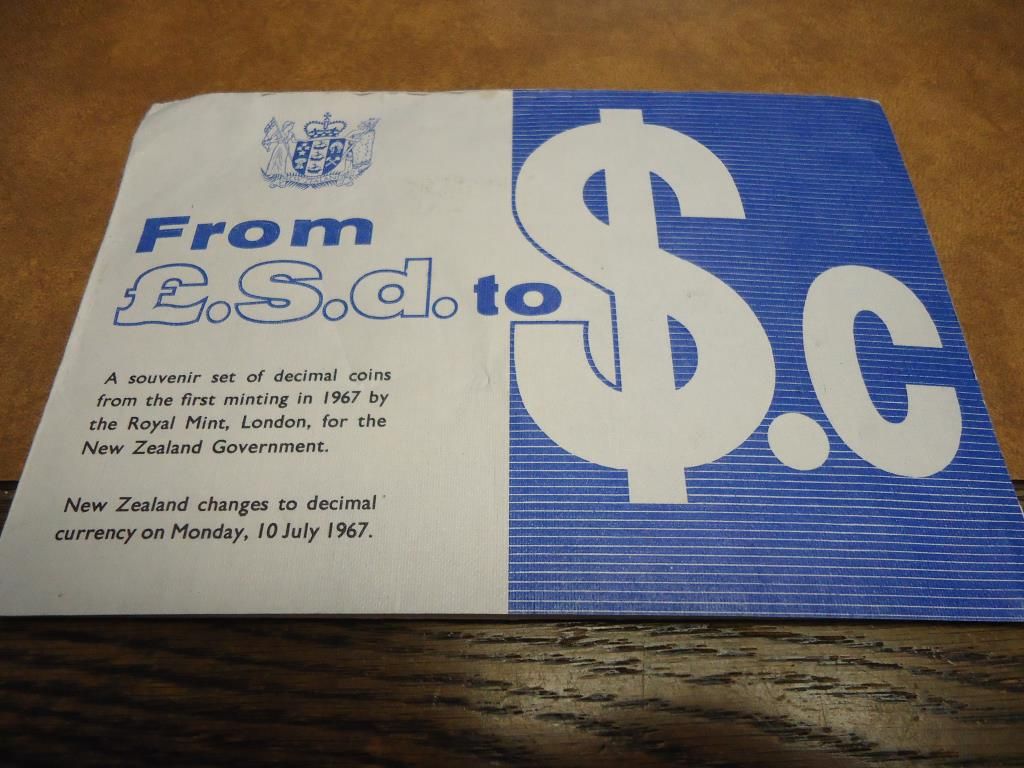 From
£.S.d. to
$.c
A souvenir set of decimal coins
from the first minting in 1967 by
the Royal Mint, London, for the
New Zealand Government.
New Zealand changes to decimal
currency on Monday, 10 July 1967.